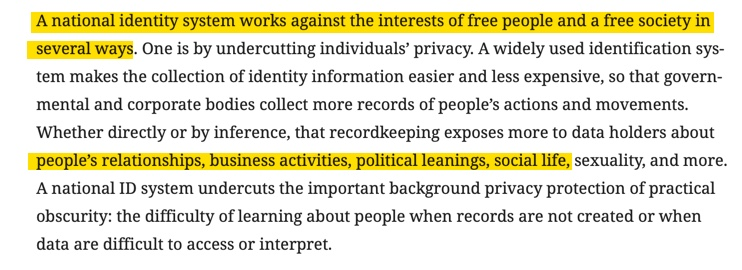 A national identity system works against the interests of free people and a free society in
several ways. One is by undercutting individuals’ privacy. A widely used identification sys-
tem makes the collection of identity information easier and less expensive, so that govern-
mental and corporate bodies collect more records of people’s actions and movements.
Whether directly or by inference, that recordkeeping exposes more to data holders about
people’s relationships, business activities, political leanings, social life, sexuality, and more.
A national ID system undercuts the important background privacy protection of practical
obscurity: the difficulty of learning about people when records are not created or when
data are difficult to access or interpret.